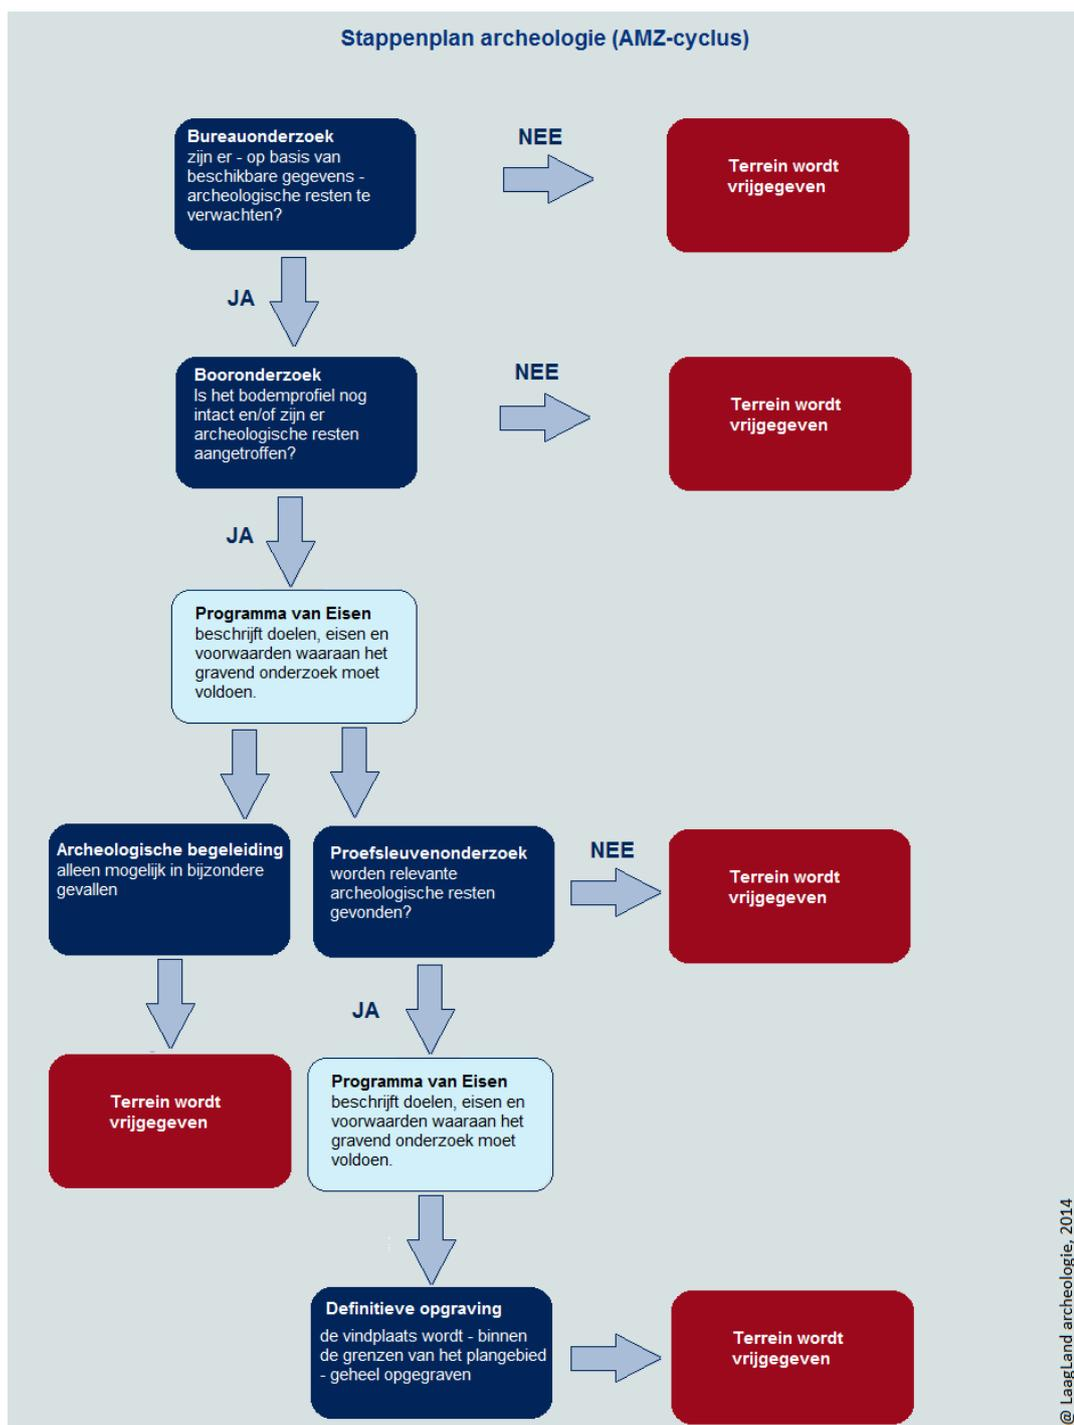 Stappenplan archeologie (AMZ-cyclus)
Bureauonderzoek
zijn er - op basis van
beschikbare gegevens -
archeologische resten te
verwachten?
NEE
Terrein wordt
vrijgegeven
JA
Booronderzoek
Is het bodemprofiel nog
intact en/of zijn er
archeologische resten
aangetroffen?
NEE
Terrein wordt
vrijgegeven
JA
Programma van Eisen
beschrijft doelen, eisen en
voorwaarden waaraan het
gravend onderzoek moet
voldoen.
Archeologische begeleiding
alleen mogelijk in bijzondere
gevallen
Proefsleuvenonderzoek
worden relevante
archeologische resten
gevonden?
NEE
Terrein wordt
vrijgegeven
JA
Terrein wordt
vrijgegeven
Programma van Eisen
beschrijft doelen, eisen en
voorwaarden waaraan het
gravend onderzoek moet
voldoen.
Definitieve opgraving
de vindplaats wordt - binnen
de grenzen van het plangebied
- geheel opgegraven
Terrein wordt
vrijgegeven
@ LaagLand archeologie, 2014